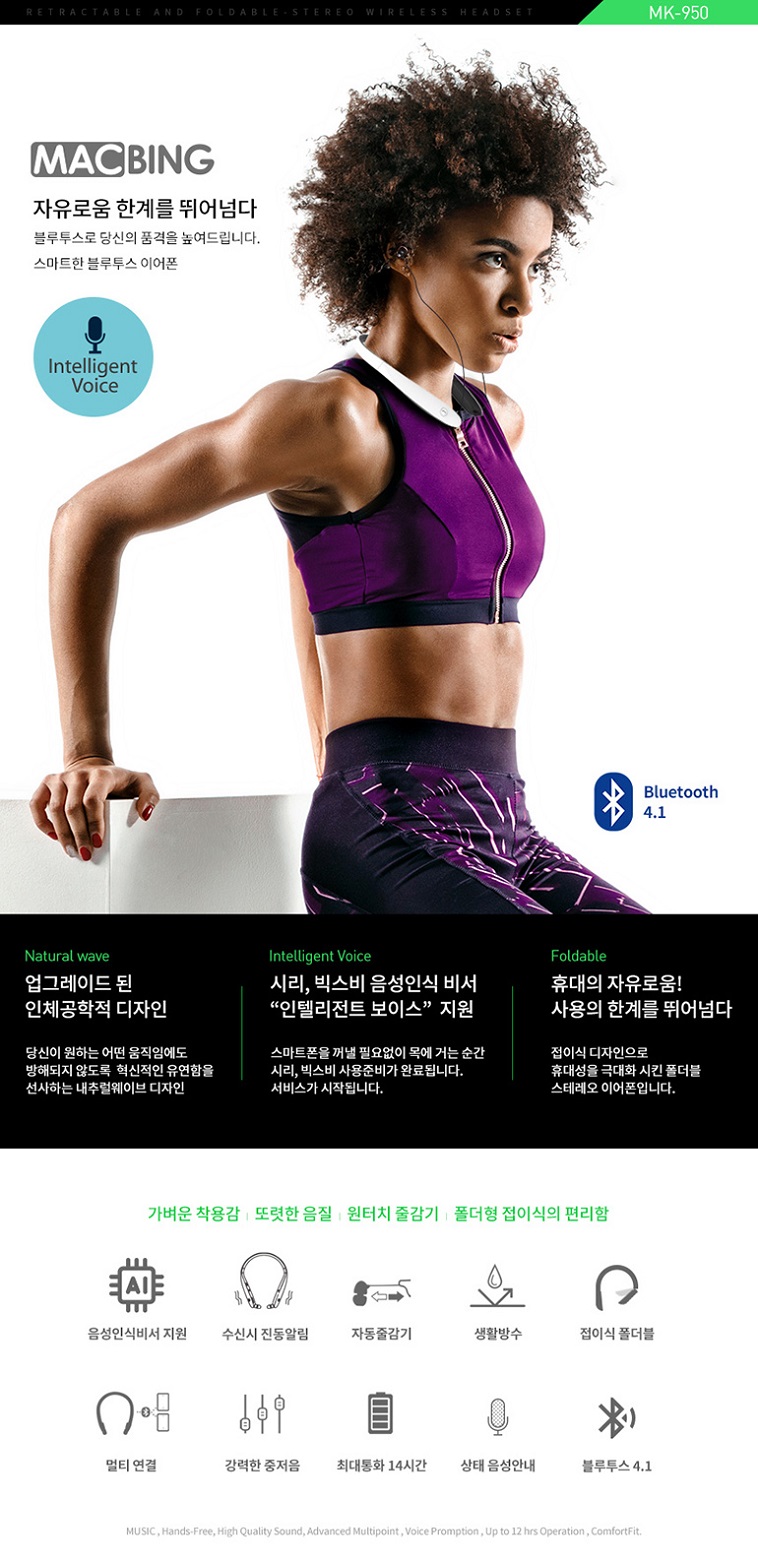 RETRACTABLE AND FOLDABLE-STEREO WIRELESS HEADSET
MK-950
MACBING
자유로움 한계를 뛰어넘다
블루투스로 당신의 품격을 높여드립니다.
스마트한 블루투스 이어폰
Intelligent
Voice
Bluetooth
4.1
Natural wave
업그레이드 된
인체공학적 디자인
당신이 원하는 어떤 움직임에도
방해되지 않도록 혁신적인 유연함을
선사하는 내추럴웨이브 디자인
Intelligent Voice
시리, 빅스비 음성인식 비서
“인텔리전트 보이스” 지원
스마트폰을 꺼낼 필요없이 목에 거는 순간
시리, 빅스비 사용준비가 완료됩니다.
서비스가 시작됩니다.
Foldable
휴대의 자유로움!
사용의 한계를 뛰어넘다
접이식 디자인으로
휴대성을 극대화 시킨 폴더블
스테레오 이어폰입니다.
가벼운 착용감 | 또렷한 음질 | 원터치 줄감기 | 폴더형 접이식의 편리함
AI
음성인식비서 지원
수신시 진동알림
자동줄감기
생활방수
접이식 폴더블
멀티 연결
강력한 중저음
최대통화 14시간
상태 음성안내
블루투스 4.1
MUSIC , Hands-Free, High Quality Sound, Advanced Multipoint , Voice Promption , Up to 12 hrs Operation , ComfortFit.